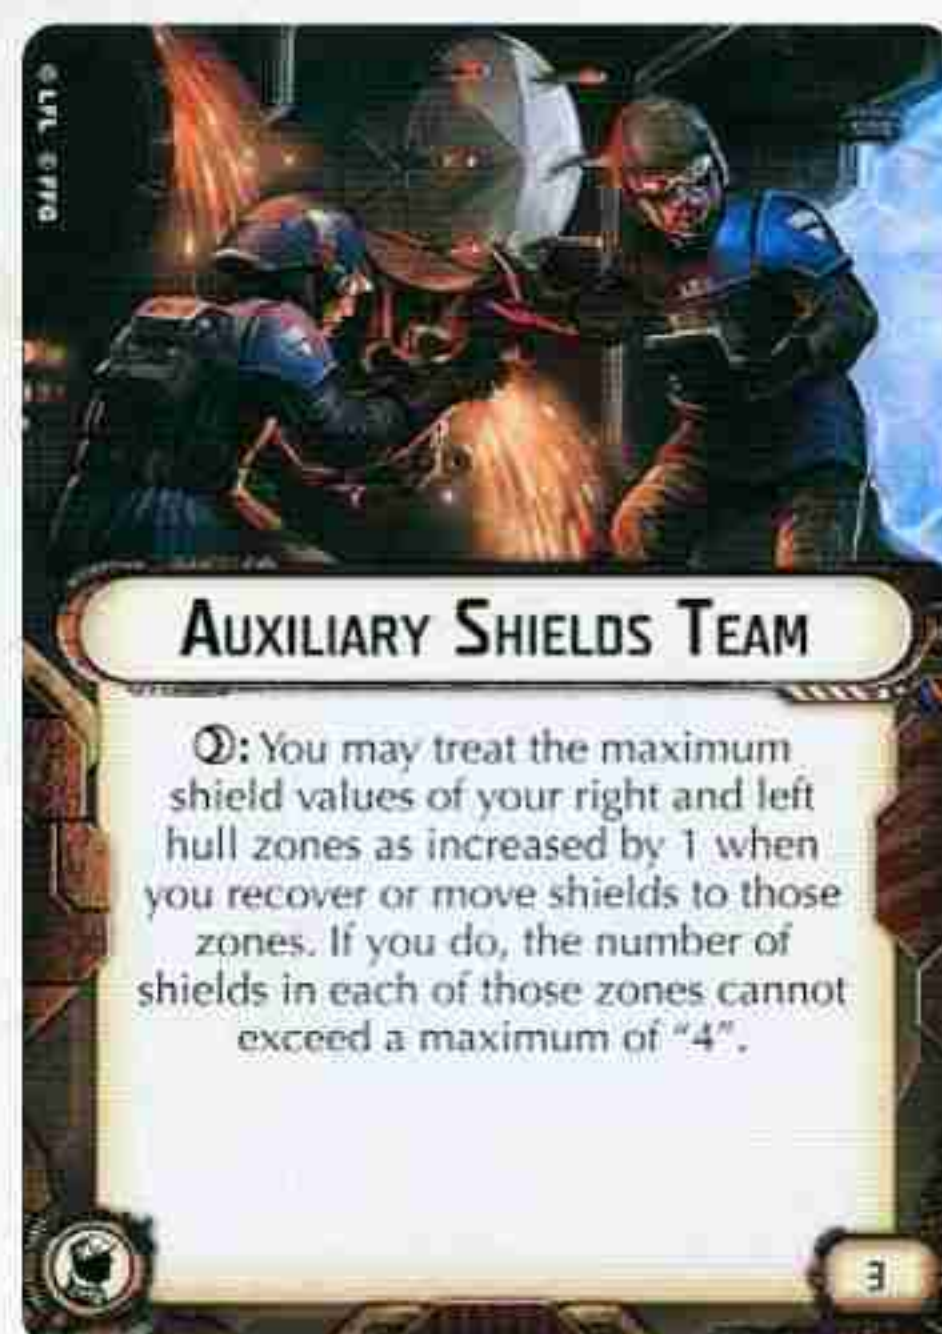 © LFL © FFG
AUXILIARY SHIELDS TEAM
: You may treat the maximum
shield values of your right and left
hull zones as increased by 1 when
you recover or move shields to those
zones. If you do, the number of
shields in each of those zones cannot
exceed a maximum of “4”.
3